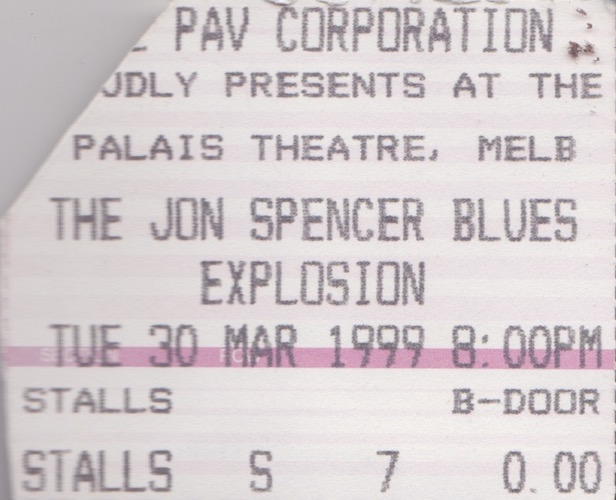 PAV CORPORATION
UDLY PRESENTS AT THE
PALAIS THEATRE, MELB
THE JON SPENCER BLUES
EXPLOSION
TUE 30 MAR 1999 8:00PM
STALLS B-DOOR
STALLS S 7 0.00